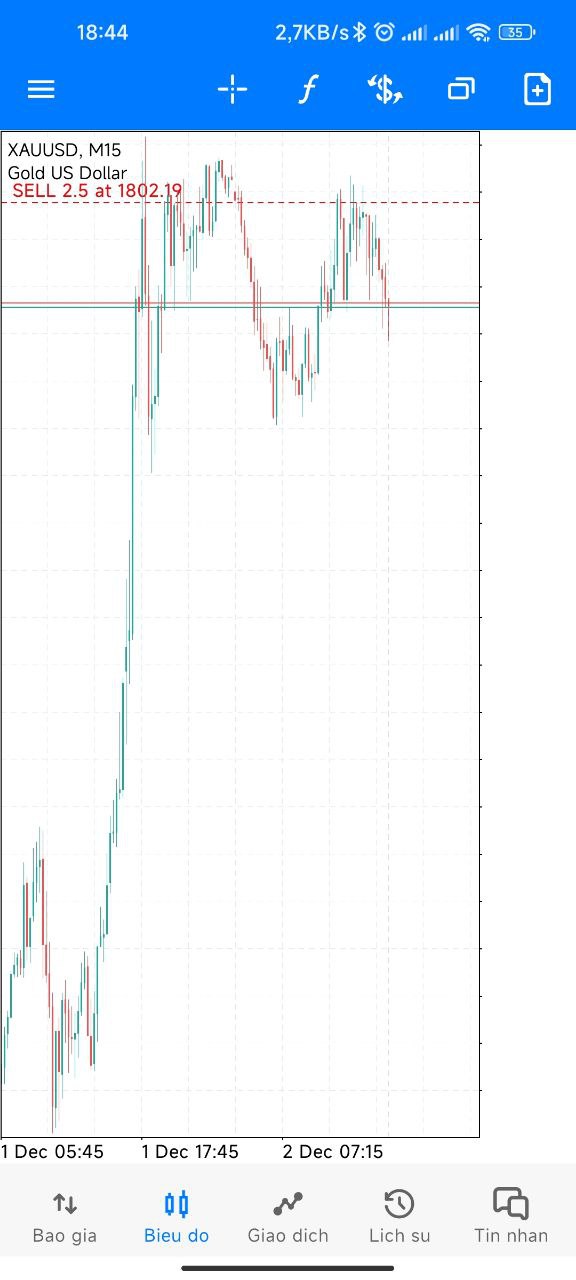 18:44
2,7KB/s
35
XAUUSD, M15
Gold US Dollar
SELL 2.5 at 1802.19
1 Dec 05:45
1 Dec 17:45
2 Dec 07:15
Bao gia
Bieu do
Giao dich
Lich su
Tin nhan